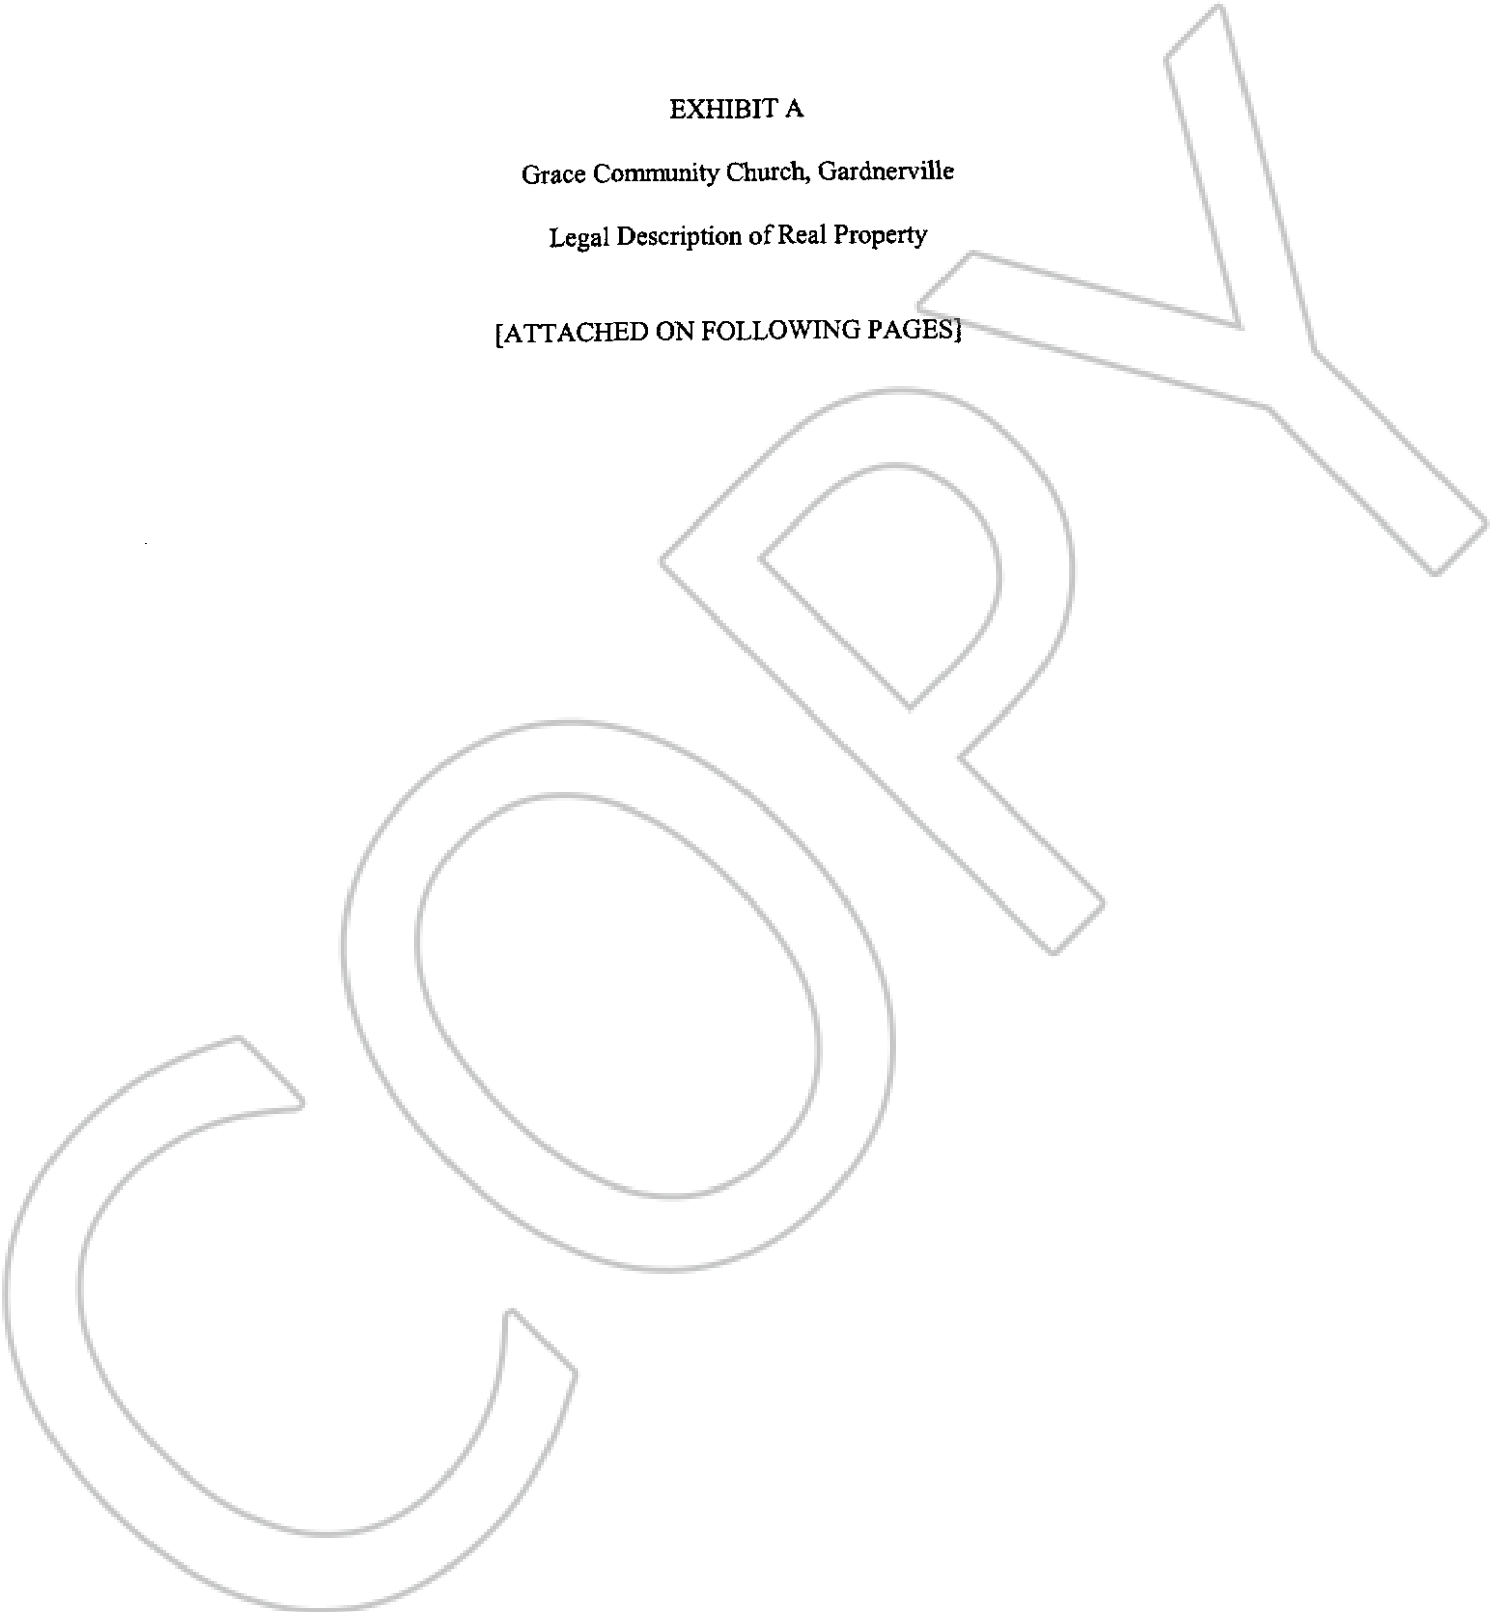 EXHIBIT A
Grace Community Church, Gardnerville
Legal Description of Real Property
[ATTACHED ON FOLLOWING PAGES]
COPY